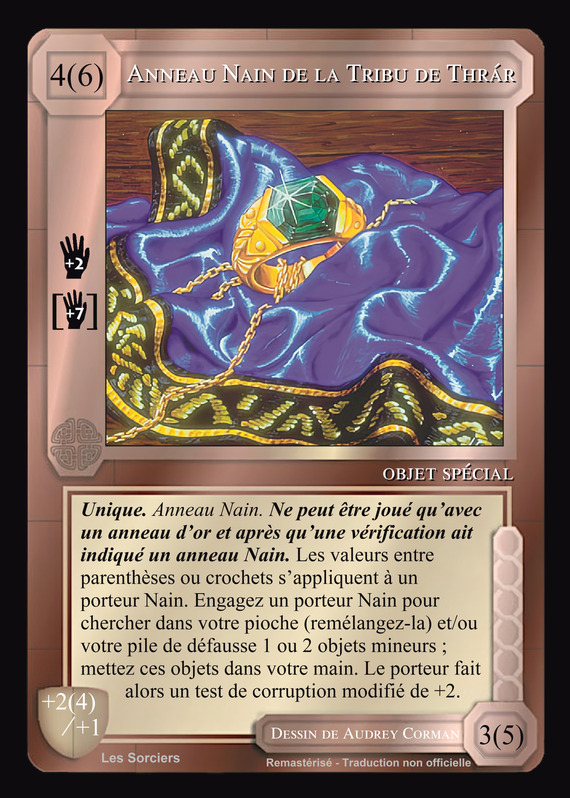 4(6)
Anneau Nain de la Tribu de Thrár
+2
[+7]
OBJET SPÉCIAL
Unique. Anneau Nain. Ne peut être joué qu’avec
un anneau d’or et après qu’une vérification ait
indiqué un anneau Nain. Les valeurs entre
parenthèses ou crochets s’appliquent à un
porteur Nain. Engagez un porteur Nain pour
chercher dans votre pioche (remélangez-la) et/ou
votre pile de défausse 1 ou 2 objets mineurs ;
mettez ces objets dans votre main. Le porteur fait
alors un test de corruption modifié de +2.
+2(4)
/+1
Dessin de Audrey Corman
3(5)
Les Sorciers
Remastérisé - Traduction non officielle